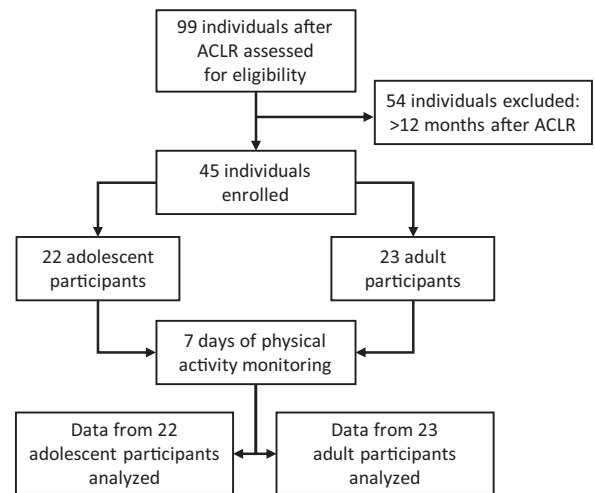 99 individuals after
ACLR assessed
for eligibility
54 individuals excluded:
>12 months after ACLR
45 individuals
enrolled
22 adolescent
participants
23 adult
participants
7 days of physical
activity monitoring
Data from 22
adolescent participants
analyzed
Data from 23
adult participants
analyzed